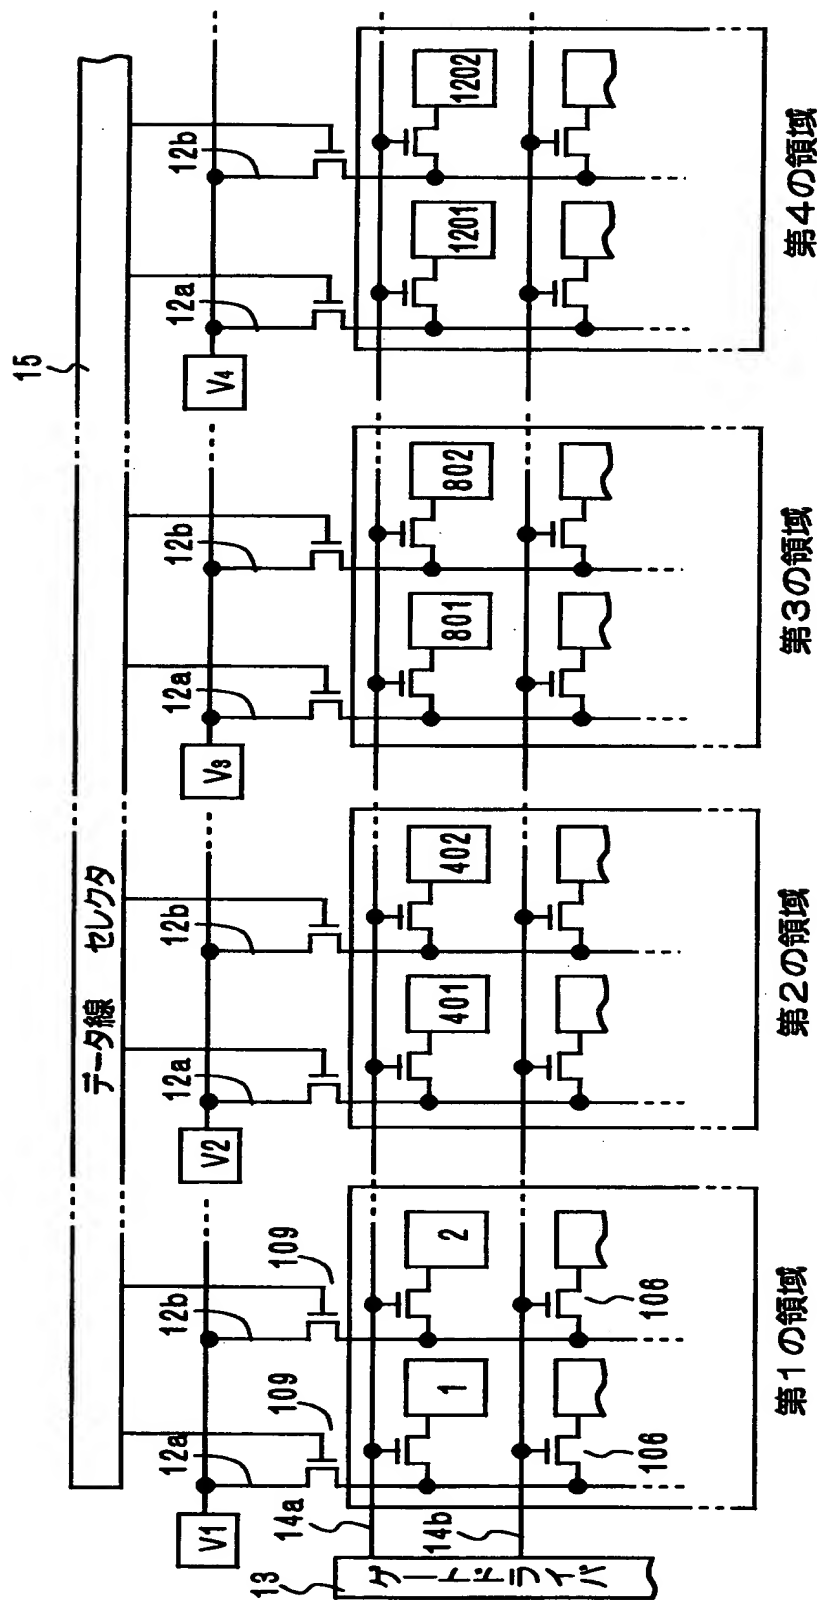 15
データ線 セレクタ
V1
12a
12b
V2
12a
12b
V3
12a
12b
V4
12a
12b
109
109
13
ゲートドライバ
14a
14b
1
2
401
402
801
802
1201
1202
106
106
第1の領域
第2の領域
第3の領域
第4の領域